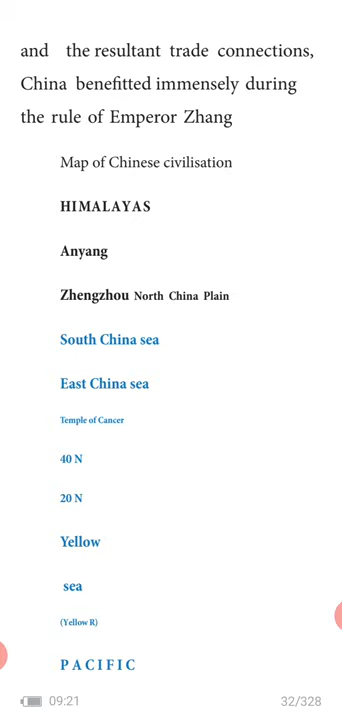 and the resultant trade connections,
China benefitted immensely during
the rule of Emperor Zhang
Map of Chinese civilisation
HIMALAYAS
Anyang
Zhengzhou North China Plain
South China sea
East China sea
Temple of Cancer
40 N
20 N
Yellow
sea
(Yellow R)
PACIFIC
09:21 32/328